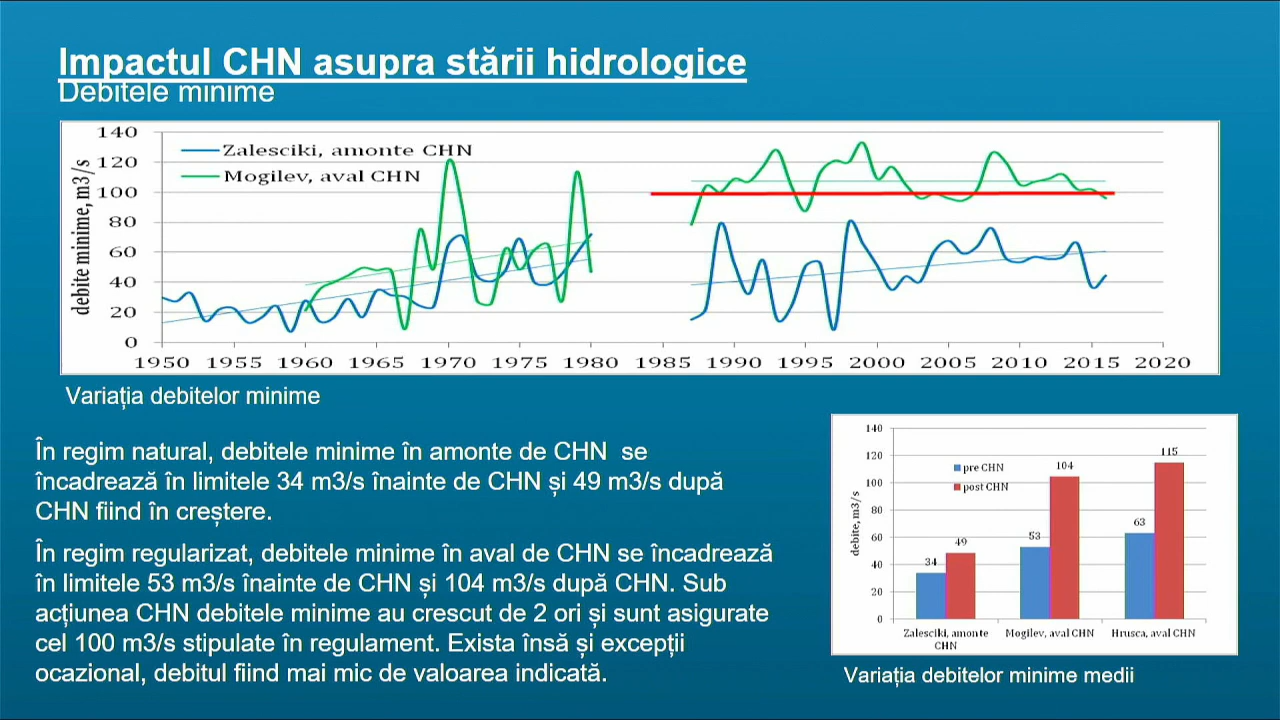 Impactul CHN asupra stării hidrologice
Debitele minime
debite minime, m3/s
140
120
100
80
60
40
20
0
Zalesciki, amonte CHN
Mogilev, aval CHN
1950 1955 1960 1965 1970 1975 1980 1985 1990 1995 2000 2005 2010 2015 2020
Variația debitelor minime
În regim natural, debitele minime în amonte de CHN se
încadrează în limitele 34 m3/s înainte de CHN și 49 m3/s după
CHN fiind în creștere.
În regim regularizat, debitele minime în aval de CHN se încadrează
în limitele 53 m3/s înainte de CHN și 104 m3/s după CHN. Sub
acțiunea CHN debitele minime au crescut de 2 ori și sunt asigurate
cel 100 m3/s stipulate în regulament. Exista însă și excepții
ocazional, debitul fiind mai mic de valoarea indicată.
debite, m3/s
140
120
100
80
60
40
20
0
pre CHN
post CHN
34 49 53 104 63 115
Zalesciki, amonte Mogilev, aval CHN Hrusca, aval CHN
CHN
Variația debitelor minime medii